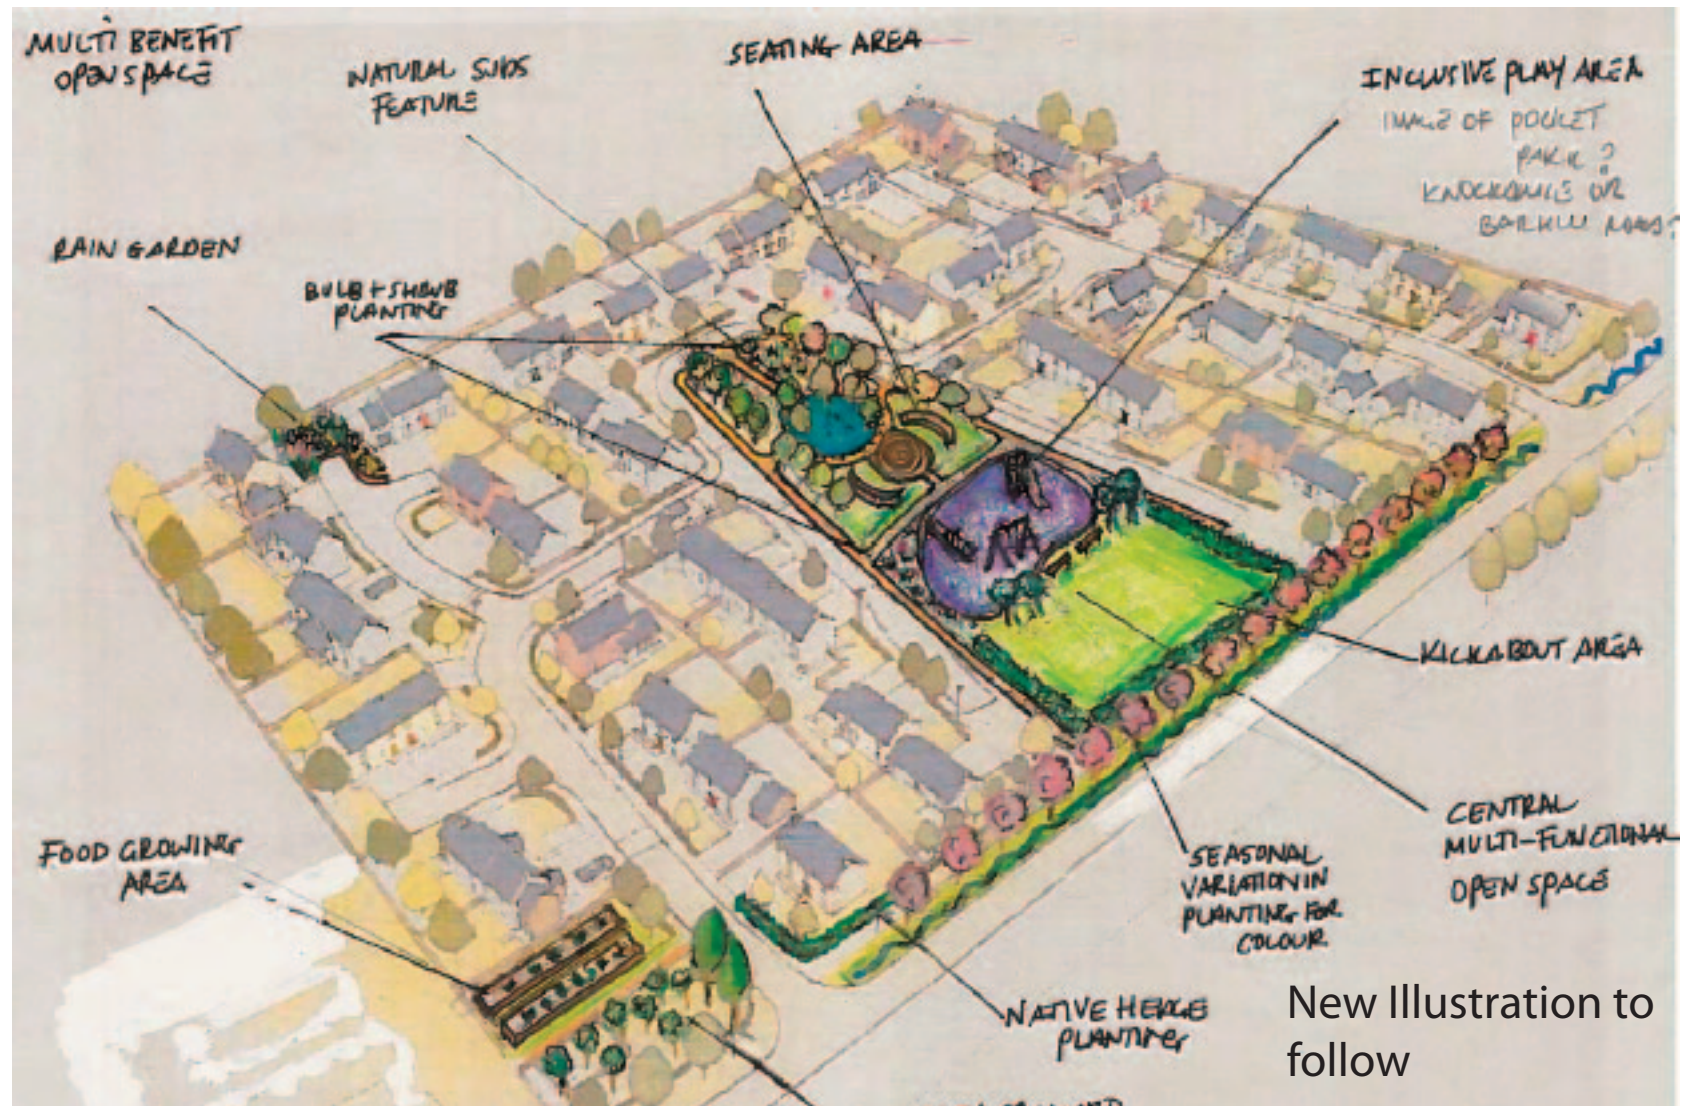 MULTI BENEFIT
OPEN SPACE
NATURAL SUDS
FEATURE
SEATING AREA
INCLUSIVE PLAY AREA
IMAGE OF POCKET
PARK?
OR
RAIN GARDEN
BULB + SHRUB
PLANTING
KICKABOUT AREA
CENTRAL
MULTI-FUNCTIONAL
OPEN SPACE
SEASONAL
VARIATION IN
PLANTING FOR
COLOUR
FOOD GROWING
AREA
NATIVE HEDGE
PLANTING
New Illustration to
follow